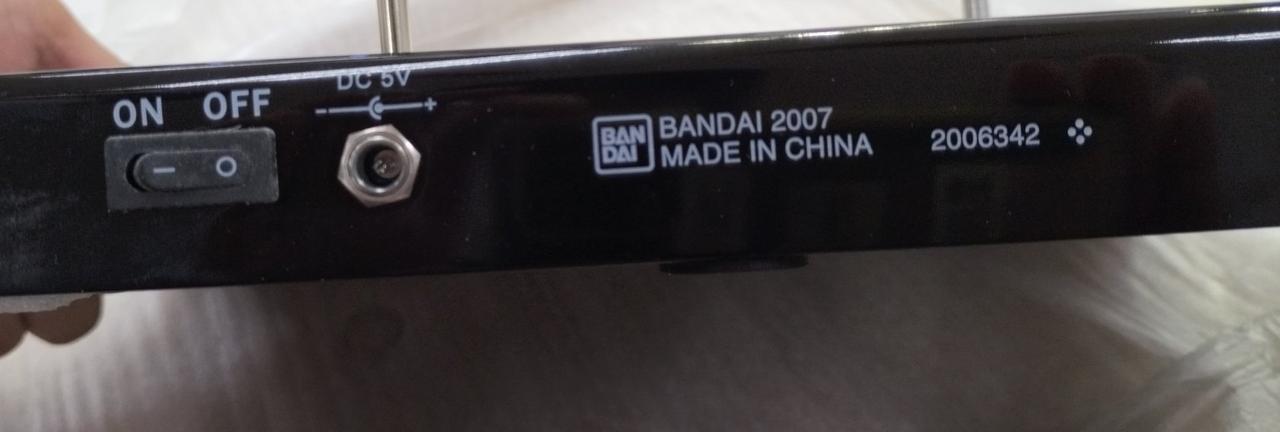 ON OFF
DC 5V
- +
BAN
DAI
BANDAI 2007
MADE IN CHINA
2006342